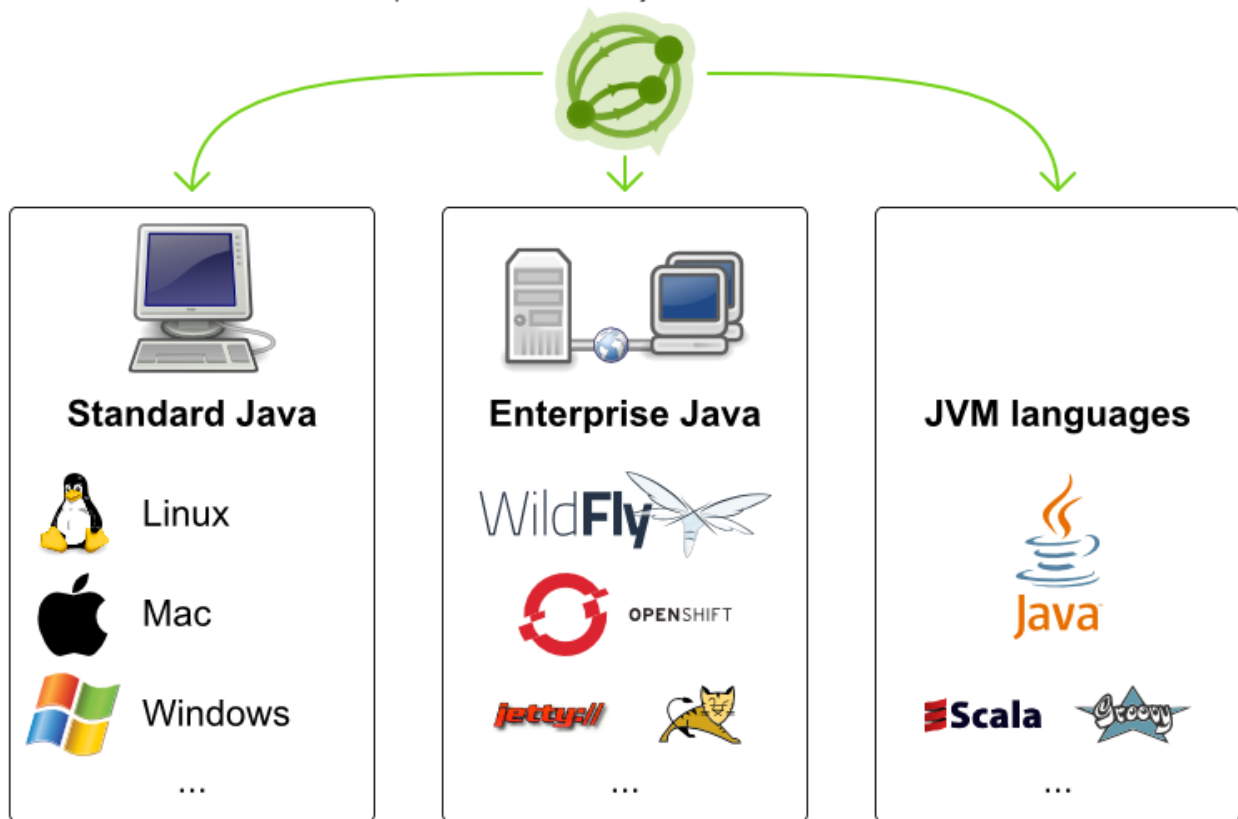 Standard Java
Linux
Mac
Windows
...
Enterprise Java
WildFly
OPENSHIFT
jetty://
...
JVM languages
Java
Scala
Groovy
...